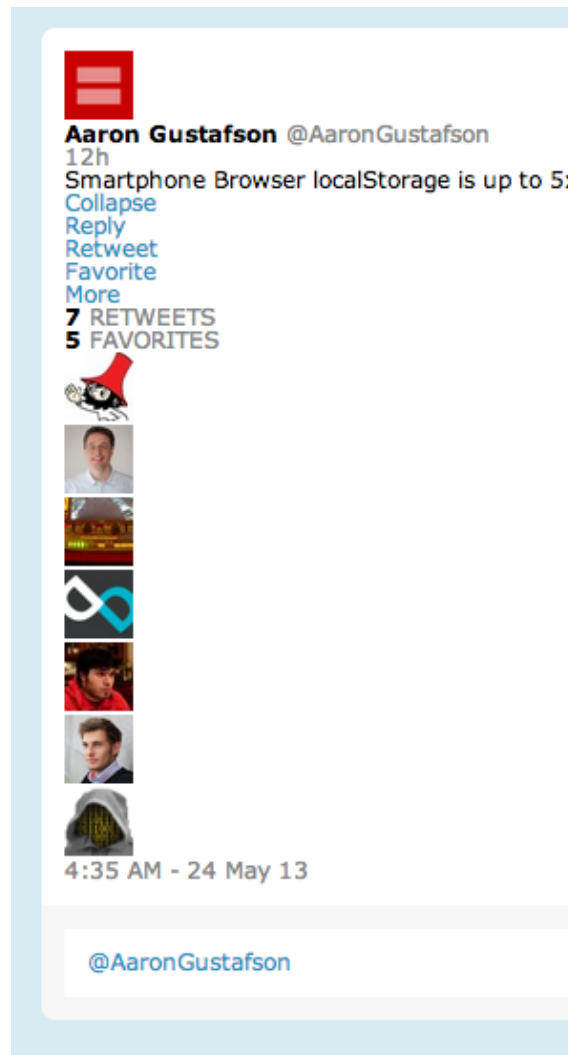 Aaron Gustafson @AaronGustafson
12h
Smartphone Browser localStorage is up to 5x
Collapse
Reply
Retweet
Favorite
More
7 RETWEETS
5 FAVORITES
4:35 AM - 24 May 13
@AaronGustafson